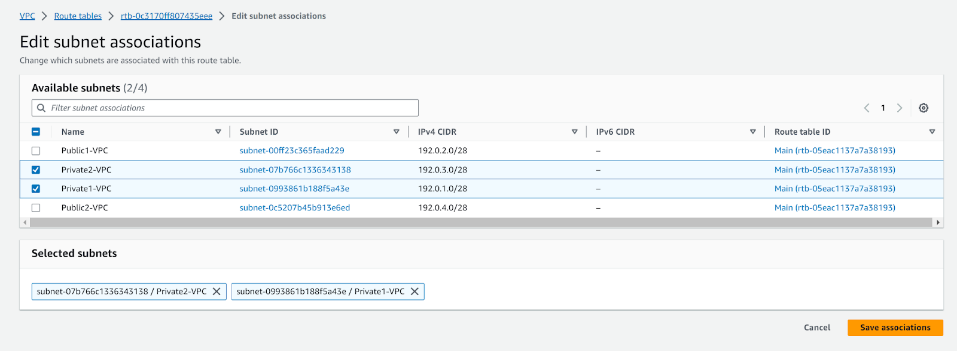 VPC > Route tables > rtb-0c3170ff807435eee > Edit subnet associations
Edit subnet associations
Change which subnets are associated with this route table.
Available subnets (2/4)
Filter subnet associations
1
Name Subnet ID IPv4 CIDR IPv6 CIDR Route table ID
Public1-VPC subnet-00ff23c365faad229 192.0.2.0/28 – Main (rtb-05eac1137a7a38193)
Private2-VPC subnet-07b766c1336343138 192.0.3.0/28 – Main (rtb-05eac1137a7a38193)
Private1-VPC subnet-0993861b188f5a43e 192.0.1.0/28 – Main (rtb-05eac1137a7a38193)
Public2-VPC subnet-0c5207b45b913e6ed 192.0.4.0/28 – Main (rtb-05eac1137a7a38193)
Selected subnets
subnet-07b766c1336343138 / Private2-VPC subnet-0993861b188f5a43e / Private1-VPC
Cancel Save associations